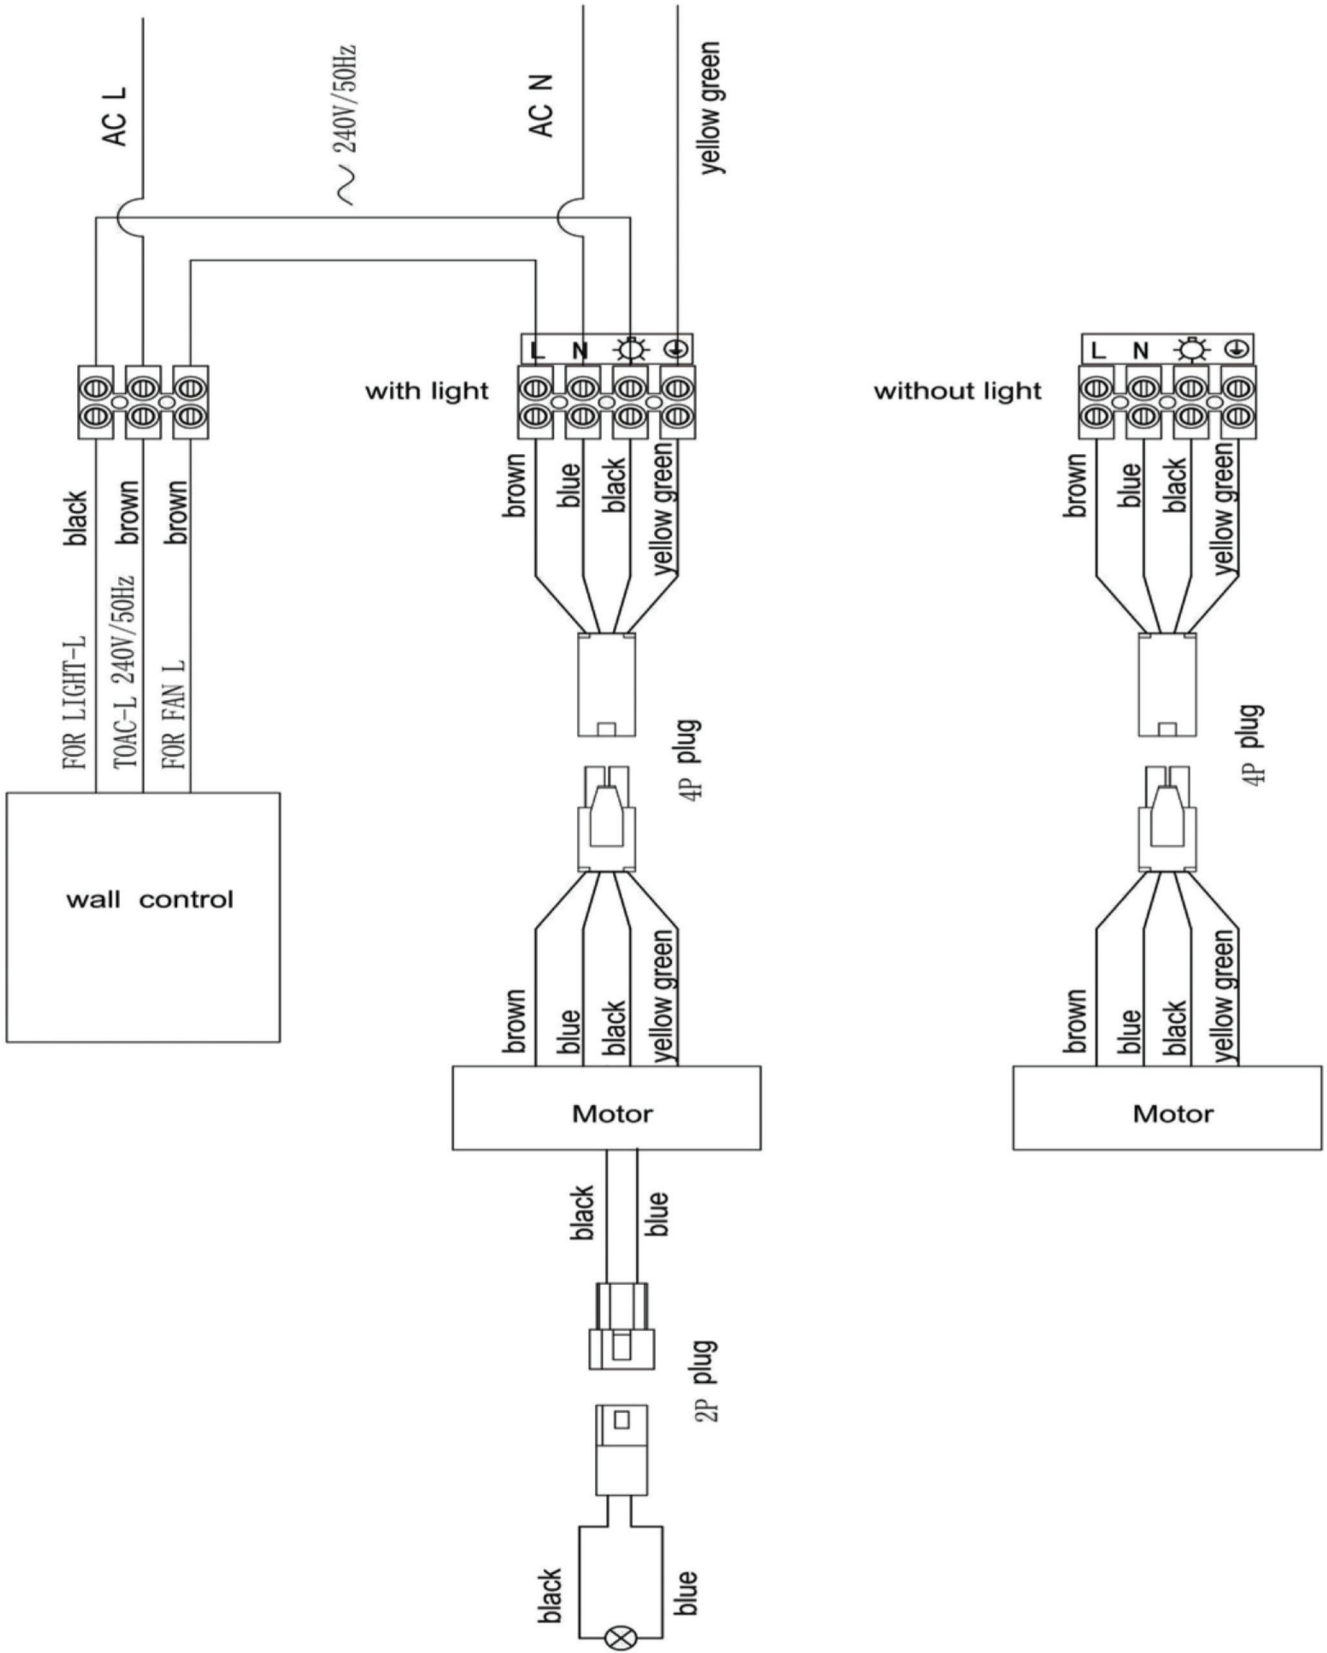 AC L
~ 240V/50Hz
AC N
yellow green
L N
with light
L N
without light
black
brown
brown
FOR LIGHT-L
TOAC-L 240V/50Hz
FOR FAN L
wall control
brown
blue
black
yellow green
4P plug
brown
blue
black
yellow green
Motor
black
blue
2P plug
black
blue
brown
blue
black
yellow green
4P plug
brown
blue
black
yellow green
Motor